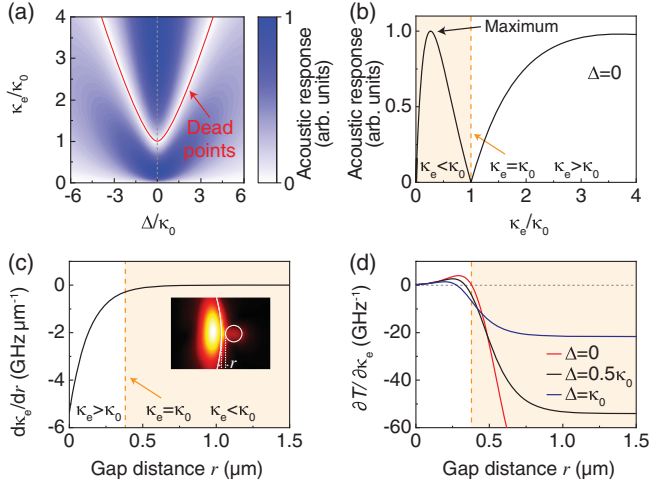 (a)
4
3
2
1
0
κe/κ0
-6 -3 0 3 6
Δ/κ0
Dead
points
1
0
Acoustic response
(arb. units)
(b)
1.0
0.5
0
Acoustic response
(arb. units)
Maximum
Δ=0
κe<κ0 κe=κ0 κe>κ0
0 1 2 3 4
κe/κ0
(c)
0
-2
-4
-6
dκe/dr (GHz μm-1)
r
κe>κ0 κe=κ0 κe<κ0
0 0.5 1.0 1.5
Gap distance r (μm)
(d)
0
-20
-40
-60
∂T/∂κe (GHz-1)
Δ=0
Δ=0.5κ0
Δ=κ0
0 0.5 1.0 1.5
Gap distance r (μm)